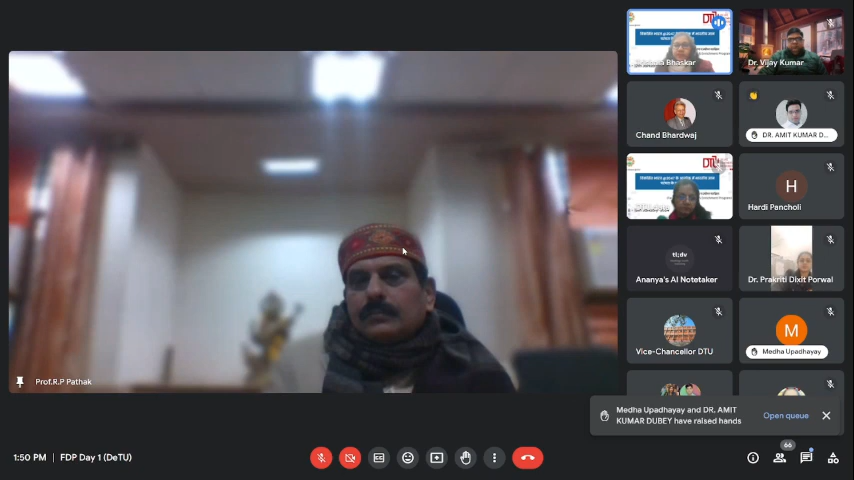 Prof.R.P Pathak
Bhaskar
Dr. Vijay Kumar
Chand Bhardwaj
DR. AMIT KUMAR D...
H
Hardi Pancholi
tl;dv
Ananya's AI Notetaker
Dr. Prakriti Dixit Porwal
Vice-Chancellor DTU
M
Medha Upadhayay
Medha Upadhayay and DR. AMIT
KUMAR DUBEY have raised hands
Open queue
1:50 PM | FDP Day 1 (DeTU)
66